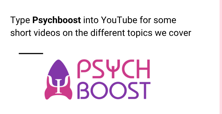 Type Psychboost into YouTube for some
short videos on the different topics we cover
PSYCH
BOOST